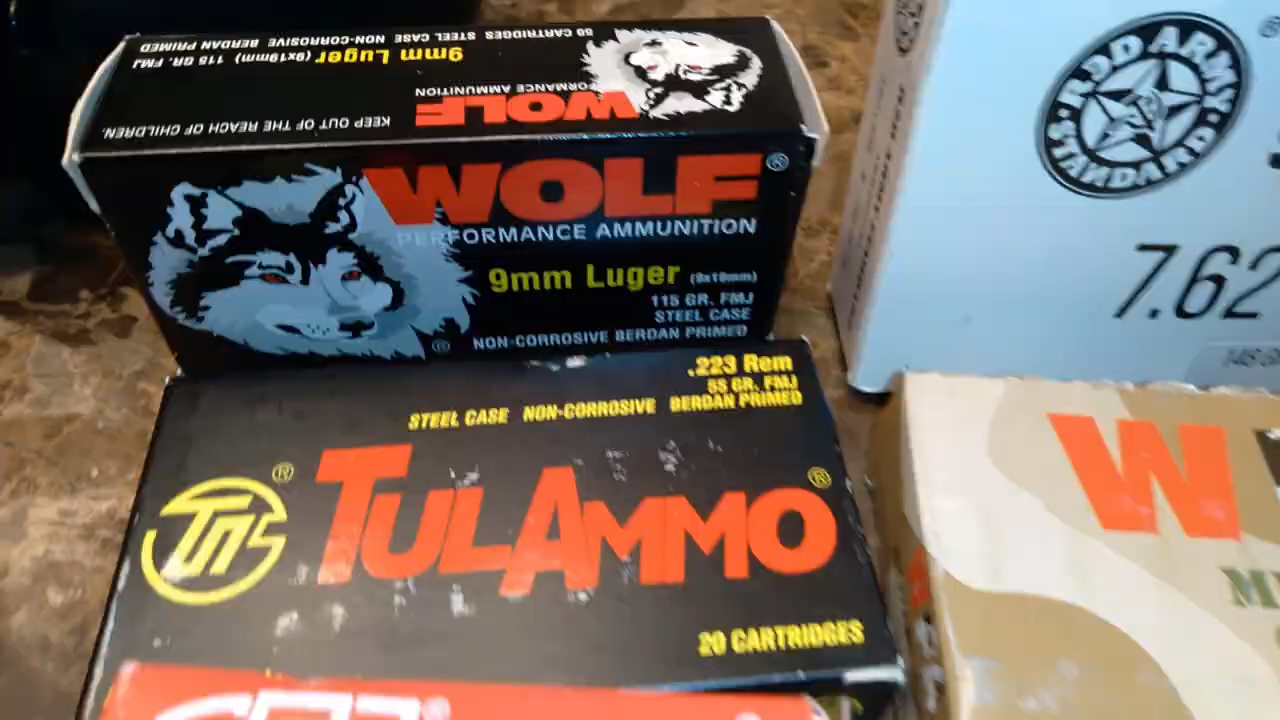 50 CARTRIDGES STEEL CASE NON-CORROSIVE BERDAN PRIMED
9mm Luger (9x19mm) 115 GR. FMJ
WOLF
PERFORMANCE AMMUNITION
KEEP OUT OF THE REACH OF CHILDREN.
WOLF®
PERFORMANCE AMMUNITION
9mm Luger (9x19mm)
115 GR. FMJ
STEEL CASE
NON-CORROSIVE BERDAN PRIMED
RED ARMY
STANDARD
7.62
.223 Rem
55 GR. FMJ
STEEL CASE NON-CORROSIVE BERDAN PRIMED
TULAMMO®
20 CARTRIDGES
W